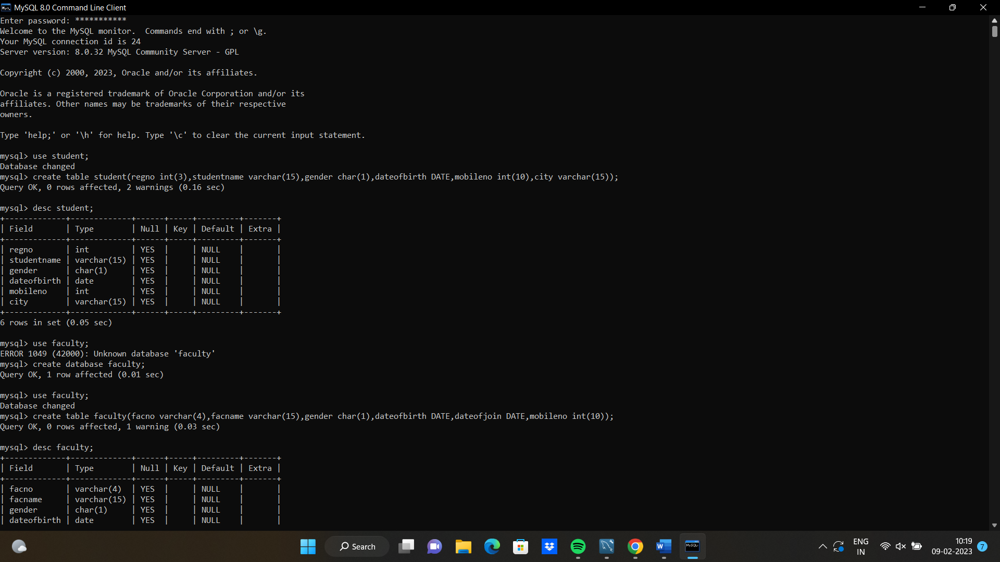 MySQL 8.0 Command Line Client
Enter password: ***********
Welcome to the MySQL monitor.  Commands end with ; or \g.
Your MySQL connection id is 24
Server version: 8.0.32 MySQL Community Server - GPL

Copyright (c) 2000, 2023, Oracle and/or its affiliates.

Oracle is a registered trademark of Oracle Corporation and/or its
affiliates. Other names may be trademarks of their respective
owners.

Type 'help;' or '\h' for help. Type '\c' to clear the current input statement.

mysql> use student;
Database changed
mysql> create table student(regno int(3),studentname varchar(15),gender char(1),dateofbirth DATE,mobileno int(10),city varchar(15));
Query OK, 0 rows affected, 2 warnings (0.16 sec)

mysql> desc student;
+-------------+-------------+------+-----+---------+-------+
| Field       | Type        | Null | Key | Default | Extra |
+-------------+-------------+------+-----+---------+-------+
| regno       | int         | YES  |     | NULL    |       |
| studentname | varchar(15) | YES  |     | NULL    |       |
| gender      | char(1)     | YES  |     | NULL    |       |
| dateofbirth | date        | YES  |     | NULL    |       |
| mobileno    | int         | YES  |     | NULL    |       |
| city        | varchar(15) | YES  |     | NULL    |       |
+-------------+-------------+------+-----+---------+-------+
6 rows in set (0.05 sec)

mysql> use faculty;
ERROR 1049 (42000): Unknown database 'faculty'
mysql> create database faculty;
Query OK, 1 row affected (0.01 sec)

mysql> use faculty;
Database changed
mysql> create table faculty(facno varchar(4),facname varchar(15),gender char(1),dateofbirth DATE,dateofjoin DATE,mobileno int(10));
Query OK, 0 rows affected, 1 warning (0.03 sec)

mysql> desc faculty;
+-------------+-------------+------+-----+---------+-------+
| Field       | Type        | Null | Key | Default | Extra |
+-------------+-------------+------+-----+---------+-------+
| facno       | varchar(4)  | YES  |     | NULL    |       |
| facname     | varchar(15) | YES  |     | NULL    |       |
| gender      | char(1)     | YES  |     | NULL    |       |
| dateofbirth | date        | YES  |     | NULL    |       |
Search
ENG
IN
10:19
09-02-2023
7